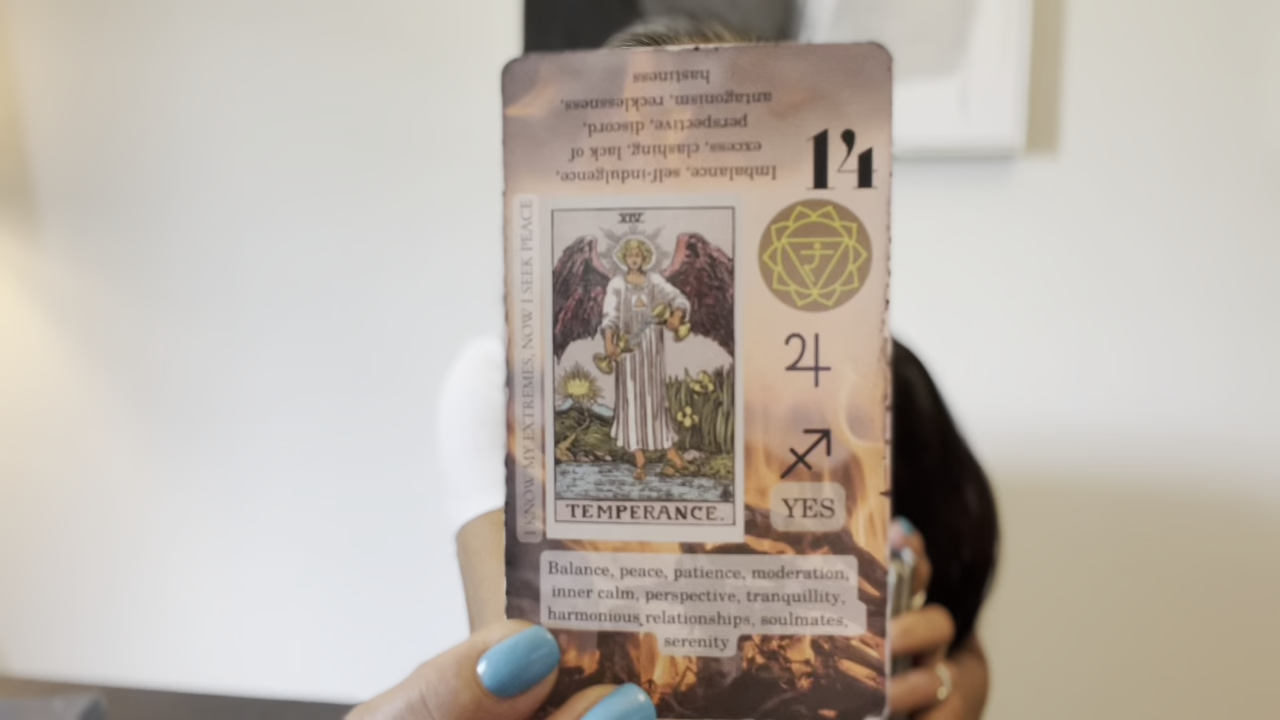 Imbalance, self-indulgence,
excess, clashing, lack of
perspective, discord,
antagonism, recklessness,
hastiness
14
I KNOW MY EXTREMES, NOW I SEEK PEACE
XIV.
TEMPERANCE.
YES
Balance, peace, patience, moderation,
inner calm, perspective, tranquillity,
harmonious relationships, soulmates,
serenity